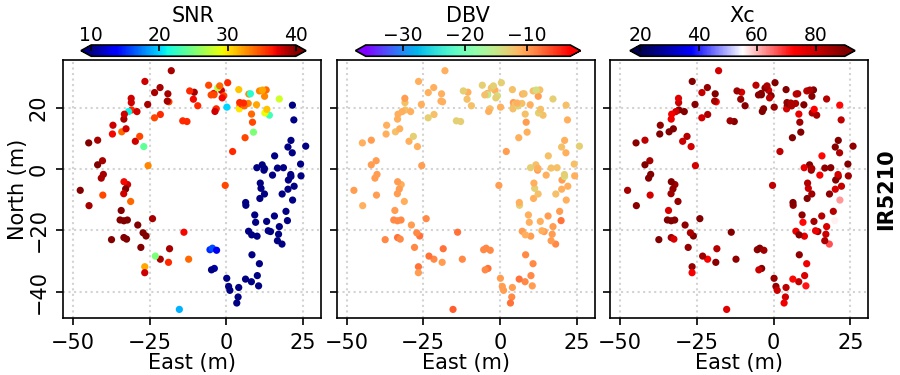 SNR DBV Xc
10 20 30 40 −30 −20 −10 20 40 60 80
North (m)
20
0
−20
−40
−50 −25 0 25 −50 −25 0 25 −50 −25 0 25
East (m) East (m) East (m)
IR5210